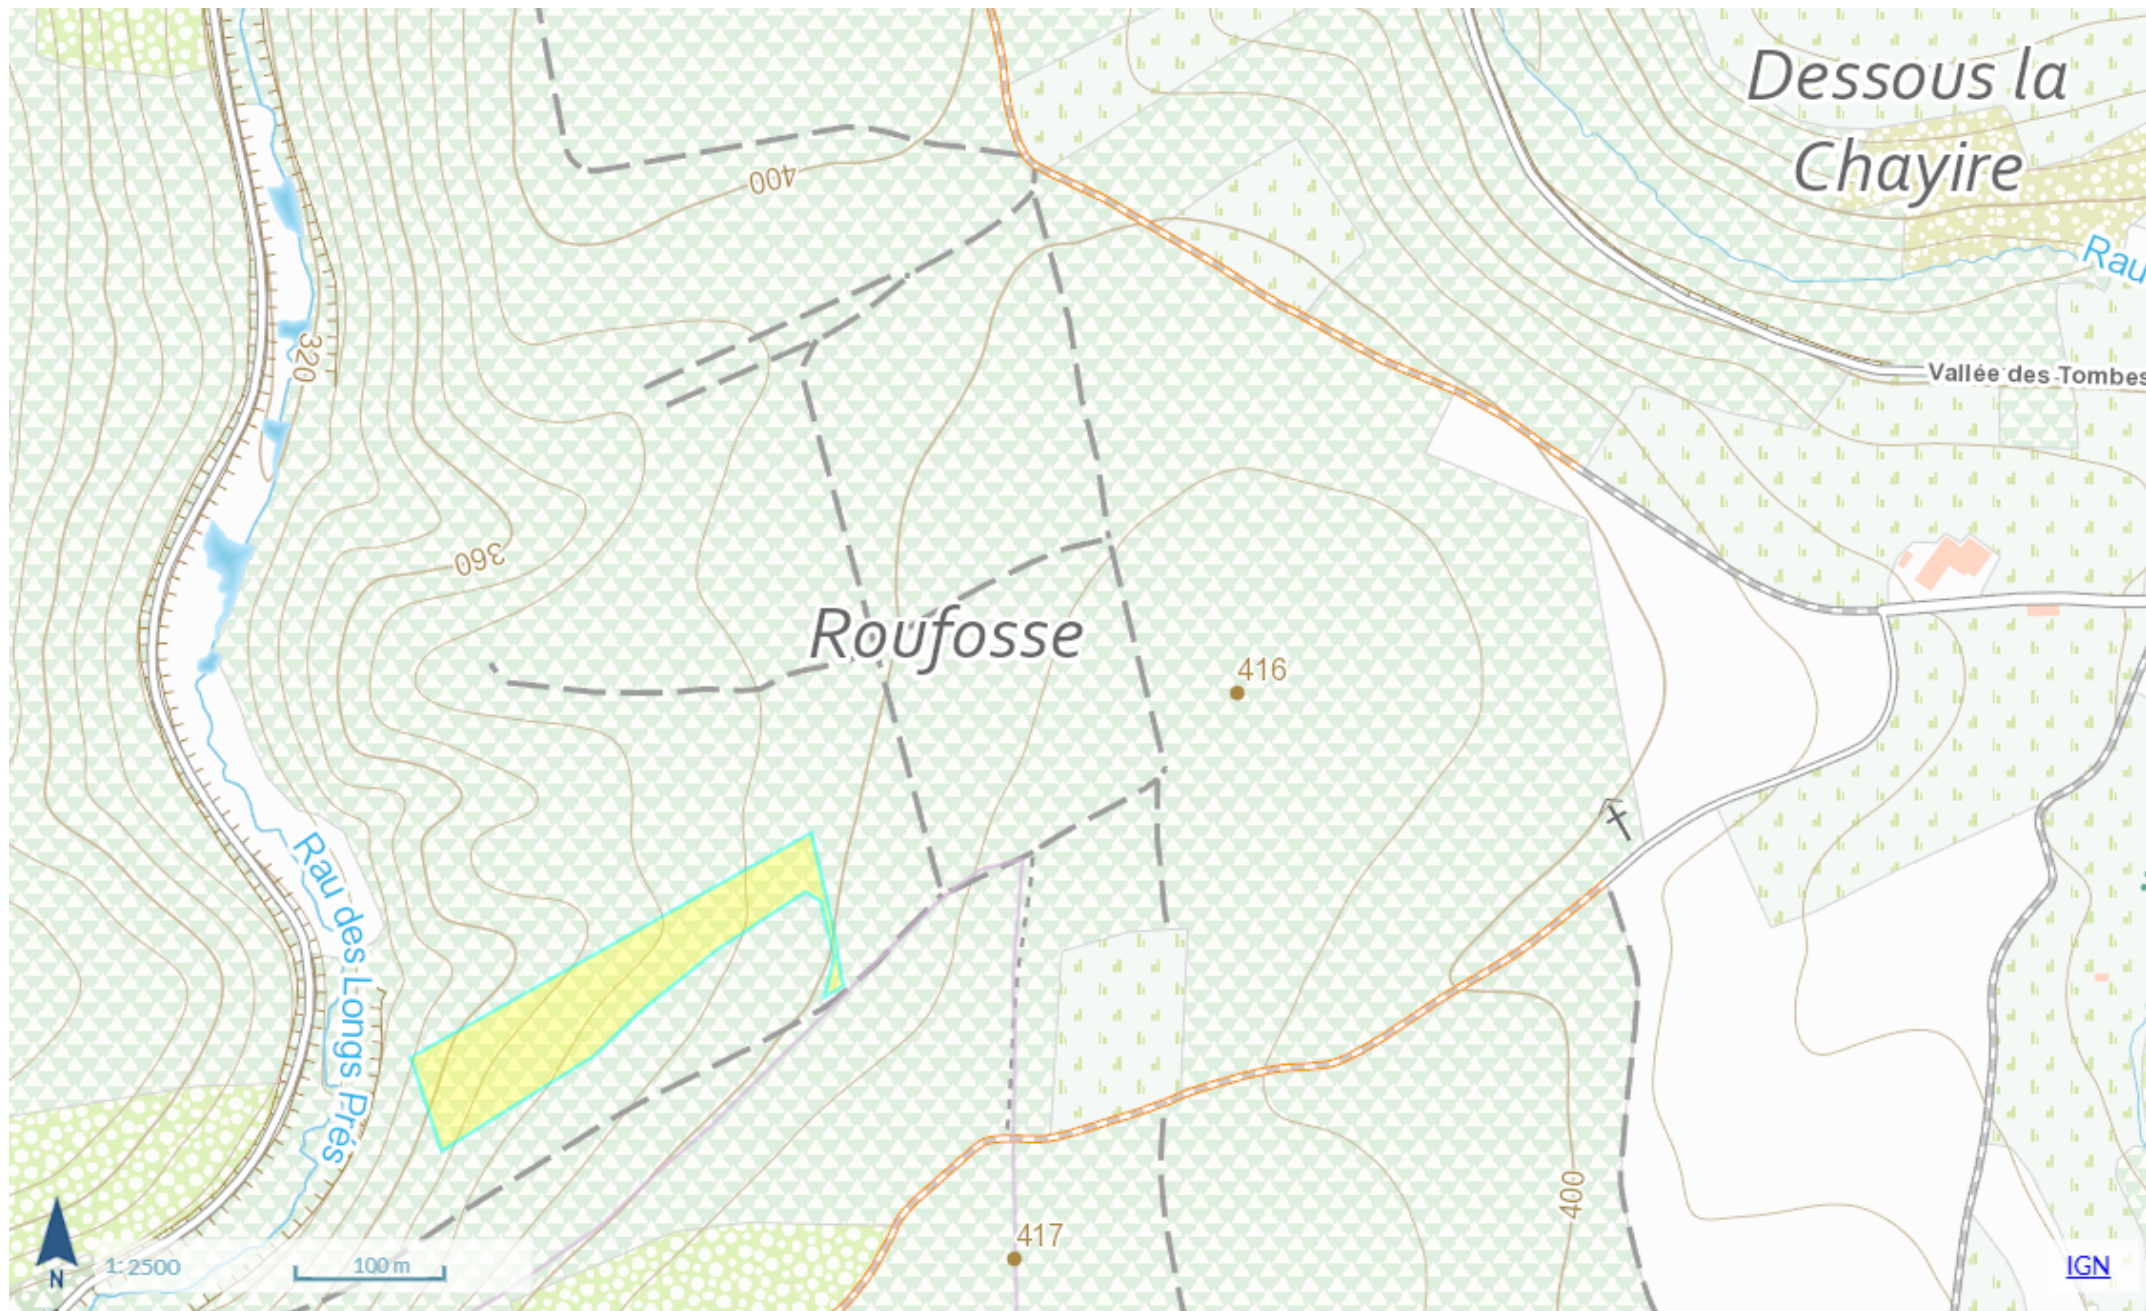 Dessous la
Chayire
400
Rau
320
Vallée des Tombes
360
Roufosse
416
Rau des Longs Prés
400
417
N
1: 2500
100 m
IGN